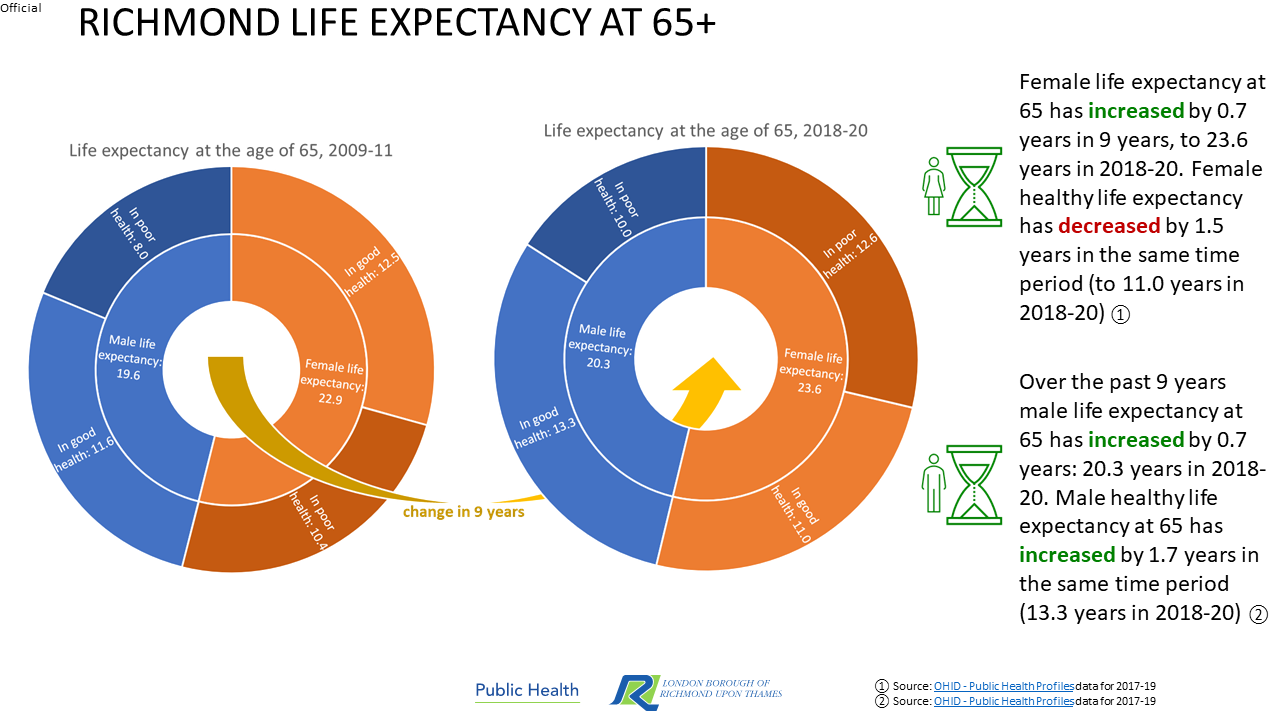 Official
RICHMOND LIFE EXPECTANCY AT 65+
Life expectancy at the age of 65, 2009-11
In poor
health: 8.0
In good
health: 12.5
Male life
expectancy:
19.6
Female life
expectancy:
22.9
In good
health: 11.6
In poor
health: 10.4
change in 9 years
Life expectancy at the age of 65, 2018-20
In poor
health: 10.0
In poor
health: 12.6
Male life
expectancy:
20.3
Female life
expectancy:
23.6
In good
health: 13.3
In good
health: 11.0
Female life expectancy at
65 has increased by 0.7
years in 9 years, to 23.6
years in 2018-20. Female
healthy life expectancy
has decreased by 1.5
years in the same time
period (to 11.0 years in
2018-20) ①
Over the past 9 years
male life expectancy at
65 has increased by 0.7
years: 20.3 years in 2018-
20. Male healthy life
expectancy at 65 has
increased by 1.7 years in
the same time period
(13.3 years in 2018-20) ②
Public Health
LONDON BOROUGH OF
RICHMOND UPON THAMES
① Source: OHID - Public Health Profiles data for 2017-19
② Source: OHID - Public Health Profiles data for 2017-19